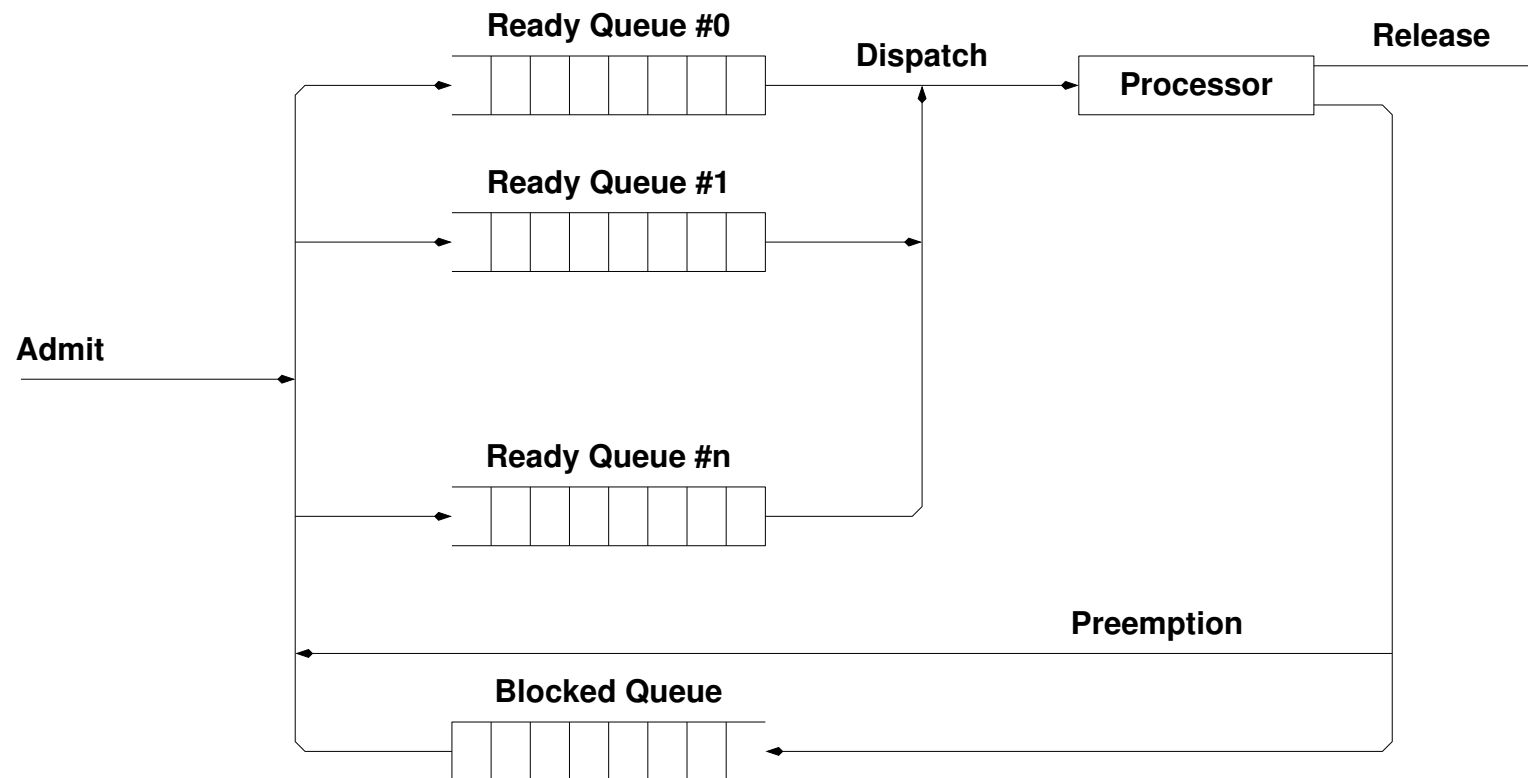 Ready Queue #0
Release
Dispatch
Processor
Ready Queue #1
Admit
Ready Queue #n
Preemption
Blocked Queue